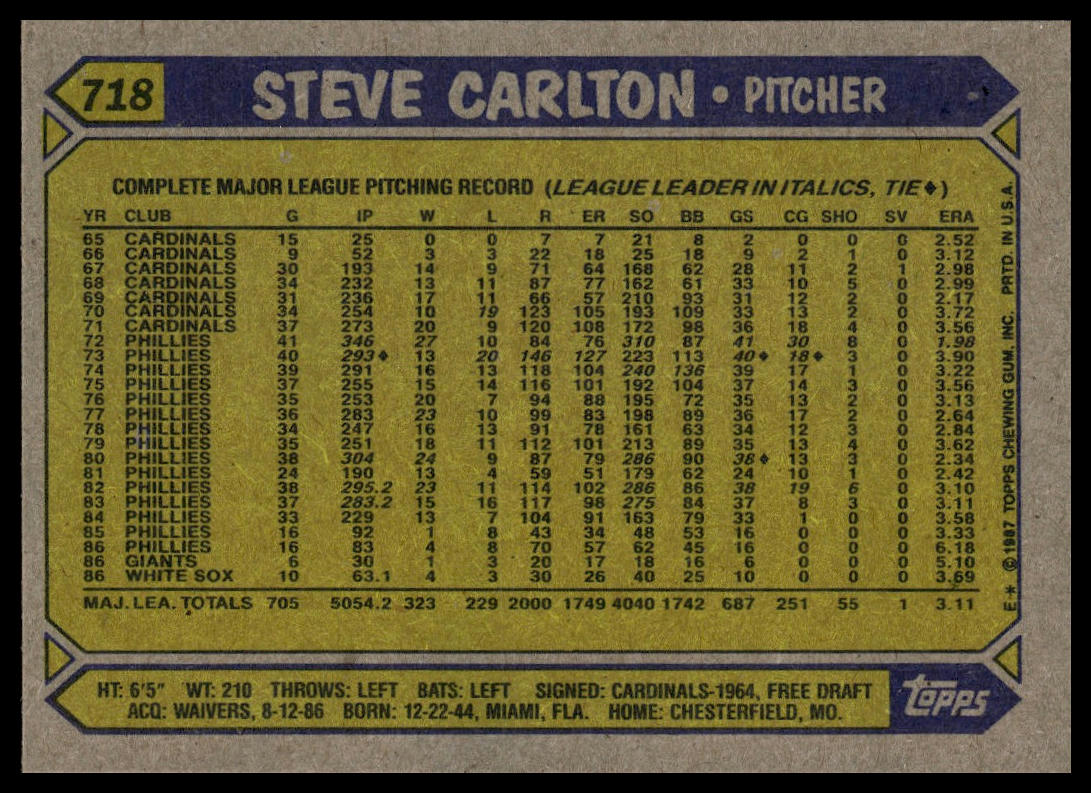 718 STEVE CARLTON • PITCHER
COMPLETE MAJOR LEAGUE PITCHING RECORD (LEAGUE LEADER IN ITALICS, TIE♦)
YR CLUB G IP W L R ER SO BB GS CG SHO SV ERA
65 CARDINALS 15 25 0 0 7 7 21 8 2 0 0 0 2.52
66 CARDINALS 9 52 3 3 22 18 25 18 9 2 1 0 3.12
67 CARDINALS 30 193 14 9 71 64 168 62 28 11 2 1 2.98
68 CARDINALS 34 232 13 11 87 77 162 61 33 10 5 0 2.99
69 CARDINALS 31 236 17 11 66 57 210 93 31 12 2 0 2.17
70 CARDINALS 34 254 10 19 123 105 193 109 33 13 2 0 3.72
71 CARDINALS 37 273 20 9 120 108 172 98 36 18 4 0 3.56
72 PHILLIES 41 346 27 10 84 76 310 87 41 30 8 0 1.98
73 PHILLIES 40 293♦ 13 20 146 127 223 113 40♦ 18♦ 3 0 3.90
74 PHILLIES 39 291 16 13 118 104 240 136 39 17 1 0 3.22
75 PHILLIES 37 255 15 14 116 101 192 104 37 14 3 0 3.56
76 PHILLIES 35 253 20 7 94 88 195 72 35 13 2 0 3.13
77 PHILLIES 36 283 23 10 99 83 198 89 36 17 2 0 2.64
78 PHILLIES 34 247 16 13 91 78 161 63 34 12 3 0 2.84
79 PHILLIES 35 251 18 11 112 101 213 89 35 13 4 0 3.62
80 PHILLIES 38 304 24 9 87 79 286 90 38♦ 13 3 0 2.34
81 PHILLIES 24 190 13 4 59 51 179 62 24 10 1 0 2.42
82 PHILLIES 38 295.2 23 11 114 102 286 86 38 19 6 0 3.10
83 PHILLIES 37 283.2 15 16 117 98 275 84 37 8 3 0 3.11
84 PHILLIES 33 229 13 7 104 91 163 79 33 1 0 0 3.58
85 PHILLIES 16 92 1 8 43 34 48 53 16 0 0 0 3.33
86 PHILLIES 16 83 4 8 70 57 62 45 16 0 0 0 6.18
86 GIANTS 6 30 1 3 20 17 18 16 6 0 0 0 5.10
86 WHITE SOX 10 63.1 4 3 30 26 40 25 10 0 0 0 3.69
MAJ. LEA. TOTALS 705 5054.2 323 229 2000 1749 4040 1742 687 251 55 1 3.11
E-* ©1987 TOPPS CHEWING GUM, INC. PRTD. IN U.S.A.
HT: 6'5" WT: 210 THROWS: LEFT BATS: LEFT SIGNED: CARDINALS-1964, FREE DRAFT
ACQ: WAIVERS, 8-12-86 BORN: 12-22-44, MIAMI, FLA. HOME: CHESTERFIELD, MO.
TOPPS